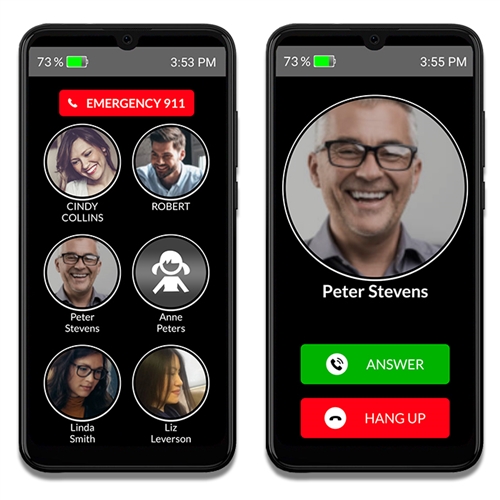 73%
3:53 PM
EMERGENCY 911
CINDY
COLLINS
ROBERT
Peter
Stevens
Anne
Peters
Linda
Smith
Liz
Leverson
73%
3:55 PM
Peter Stevens
ANSWER
HANG UP